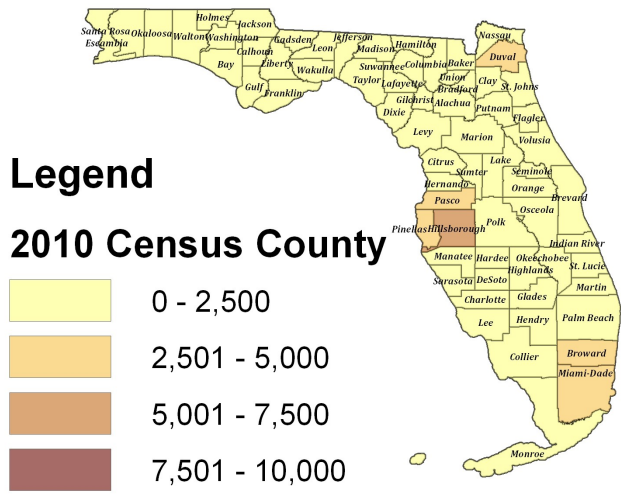 Holmes
Jackson
Santa Rosa Okaloosa Walton Washington Gadsden Jefferson Nassau
Escambia Calhoun Leon Madison Hamilton Duval
Bay Liberty Wakulla Suwannee Columbia Baker
Gulf Franklin Taylor Lafayette Union Clay St. Johns
Bradford
Gilchrist Alachua Putnam
Dixie Flagler
Levy Marion Volusia
Citrus Lake
Sumter Seminole
Hernando Orange
Pasco Brevard
Osceola
Pinellas Hillsborough Polk
Indian River
Manatee Hardee Okeechobee
Highlands St. Lucie
Sarasota DeSoto Martin
Charlotte Glades
Lee Hendry Palm Beach
Collier Broward
Miami-Dade
Monroe
Legend
2010 Census County
0 - 2,500
2,501 - 5,000
5,001 - 7,500
7,501 - 10,000